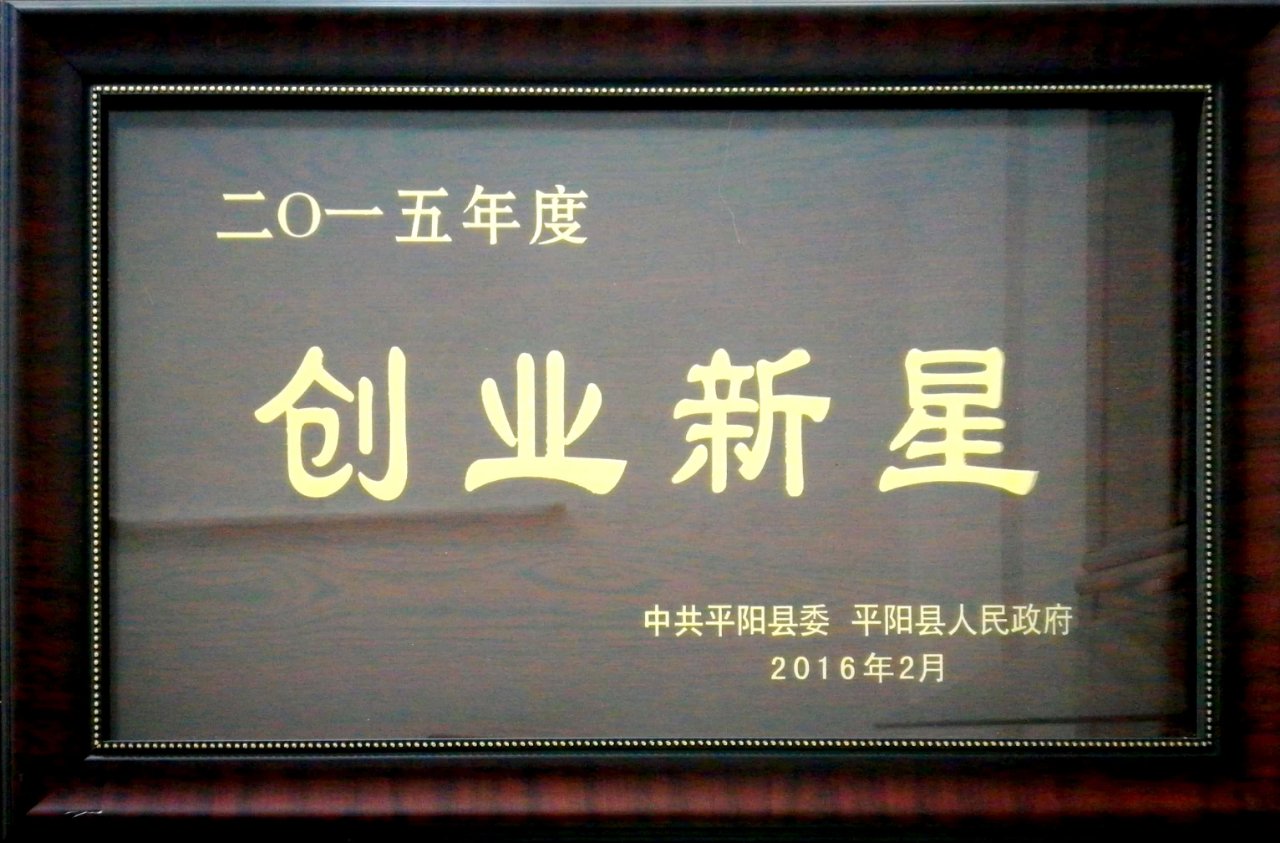 二〇一五年度
创业新星
中共平阳县委 平阳县人民政府
2016年2月